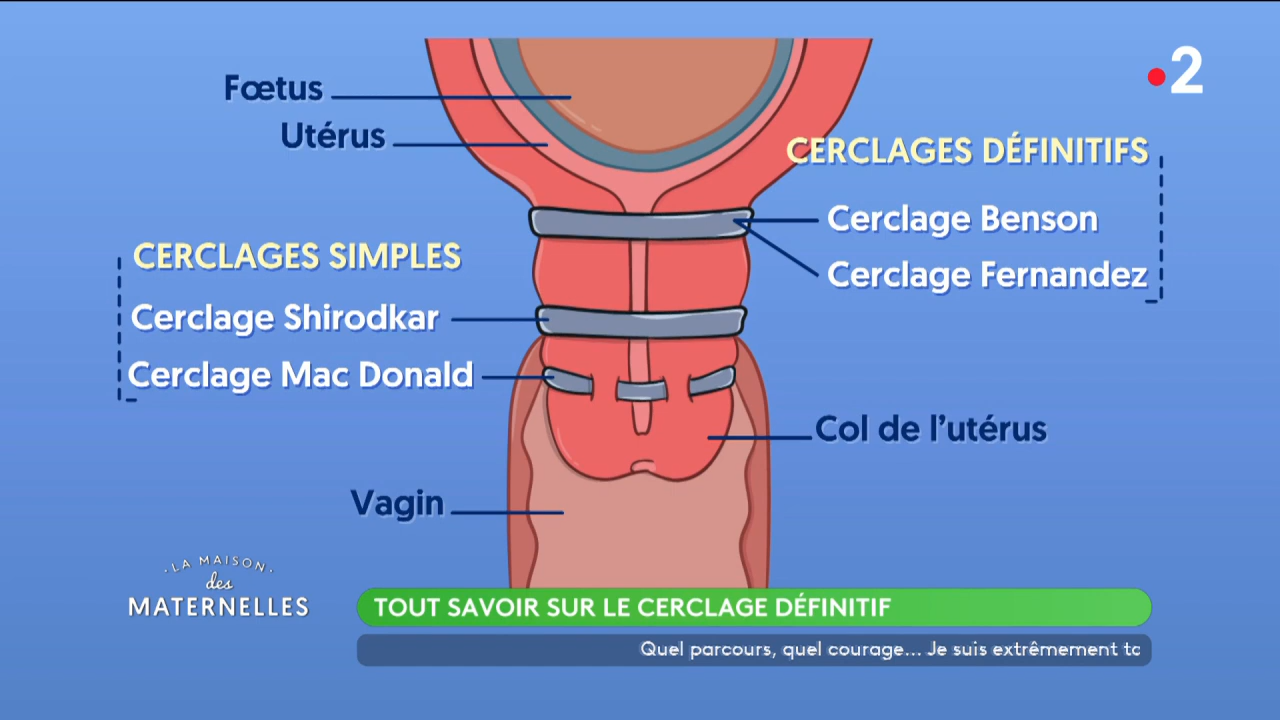 Fœtus
Utérus
2
CERCLAGES DÉFINITIFS
Cerclage Benson
Cerclage Fernandez
CERCLAGES SIMPLES
Cerclage Shirodkar
Cerclage Mac Donald
Col de l'utérus
Vagin
LA MAISON
des
MATERNELLES
TOUT SAVOIR SUR LE CERCLAGE DÉFINITIF
Quel parcours, quel courage... Je suis extrêmement